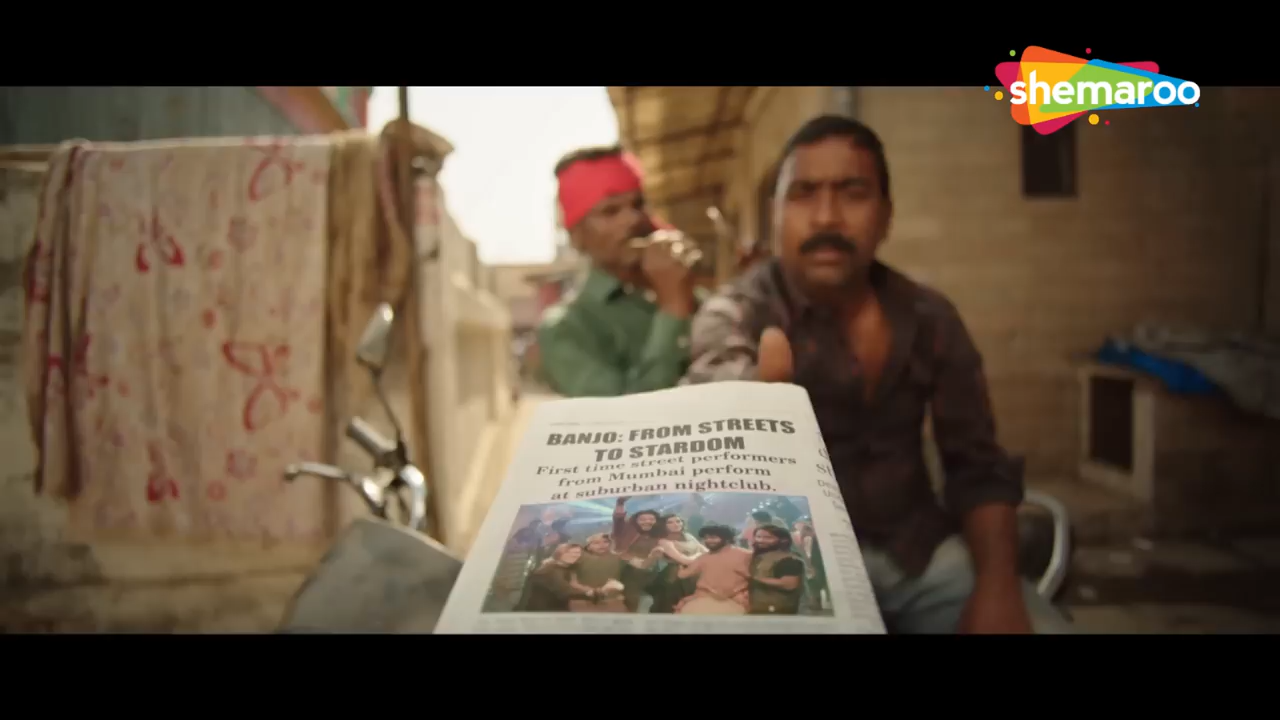 shemaroo
BANJO: FROM STREETS
TO STARDOM
First time street performers
from Mumbai perform
at suburban nightclub.